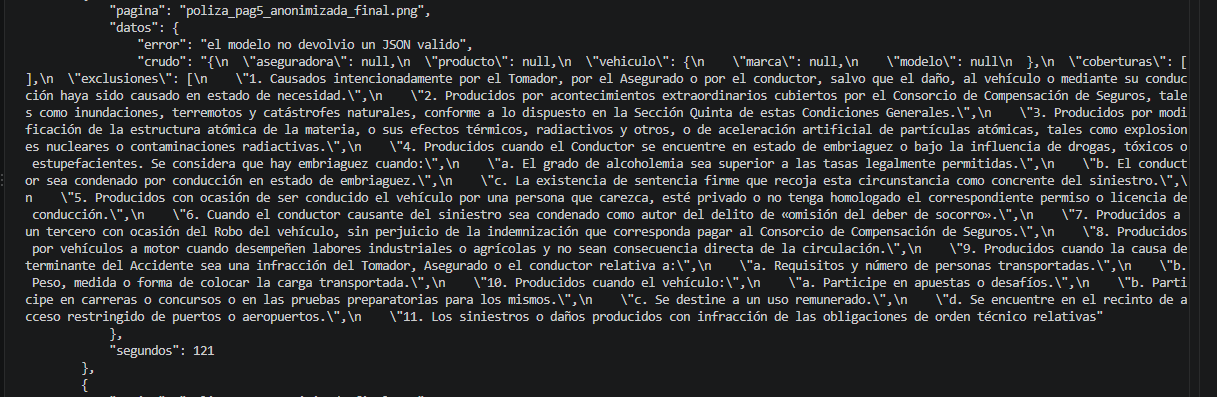 "pagina": "poliza_pag5_anonimizada_final.png",
"datos": {
"error": "el modelo no devolvio un JSON valido",
"crudo": "{\n  \"aseguradora\": null,\n  \"producto\": null,\n  \"vehiculo\": {\n    \"marca\": null,\n    \"modelo\": null\n  },\n  \"coberturas\": [
],\n  \"exclusiones\": [\n    \"1. Causados intencionadamente por el Tomador, por el Asegurado o por el conductor, salvo que el daño, al vehículo o mediante su conduc
ción haya sido causado en estado de necesidad.\",\n    \"2. Producidos por acontecimientos extraordinarios cubiertos por el Consorcio de Compensación de Seguros, tale
s como inundaciones, terremotos y catástrofes naturales, conforme a lo dispuesto en la Sección Quinta de estas Condiciones Generales.\",\n    \"3. Producidos por modi
ficación de la estructura atómica de la materia, o sus efectos térmicos, radiactivos y otros, o de aceleración artificial de partículas atómicas, tales como explosion
es nucleares o contaminaciones radiactivas.\",\n    \"4. Producidos cuando el Conductor se encuentre en estado de embriaguez o bajo la influencia de drogas, tóxicos o
estupefacientes. Se considera que hay embriaguez cuando:\",\n    \"a. El grado de alcoholemia sea superior a las tasas legalmente permitidas.\",\n    \"b. El conduct
or sea condenado por conducción en estado de embriaguez.\",\n    \"c. La existencia de sentencia firme que recoja esta circunstancia como concrente del siniestro.\",\
n    \"5. Producidos con ocasión de ser conducido el vehículo por una persona que carezca, esté privado o no tenga homologado el correspondiente permiso o licencia de
conducción.\",\n    \"6. Cuando el conductor causante del siniestro sea condenado como autor del delito de «omisión del deber de socorro».\",\n    \"7. Producidos a
un tercero con ocasión del Robo del vehículo, sin perjuicio de la indemnización que corresponda pagar al Consorcio de Compensación de Seguros.\",\n    \"8. Producidos
por vehículos a motor cuando desempeñen labores industriales o agrícolas y no sean consecuencia directa de la circulación.\",\n    \"9. Producidos cuando la causa de
terminante del Accidente sea una infracción del Tomador, Asegurado o el conductor relativa a:\",\n    \"a. Requisitos y número de personas transportadas.\",\n    \"b.
Peso, medida o forma de colocar la carga transportada.\",\n    \"10. Producidos cuando el vehículo:\",\n    \"a. Participe en apuestas o desafíos.\",\n    \"b. Parti
cipe en carreras o concursos o en las pruebas preparatorias para los mismos.\",\n    \"c. Se destine a un uso remunerado.\",\n    \"d. Se encuentre en el recinto de a
cceso restringido de puertos o aeropuertos.\",\n    \"11. Los siniestros o daños producidos con infracción de las obligaciones de orden técnico relativas"
},
"segundos": 121
},
{